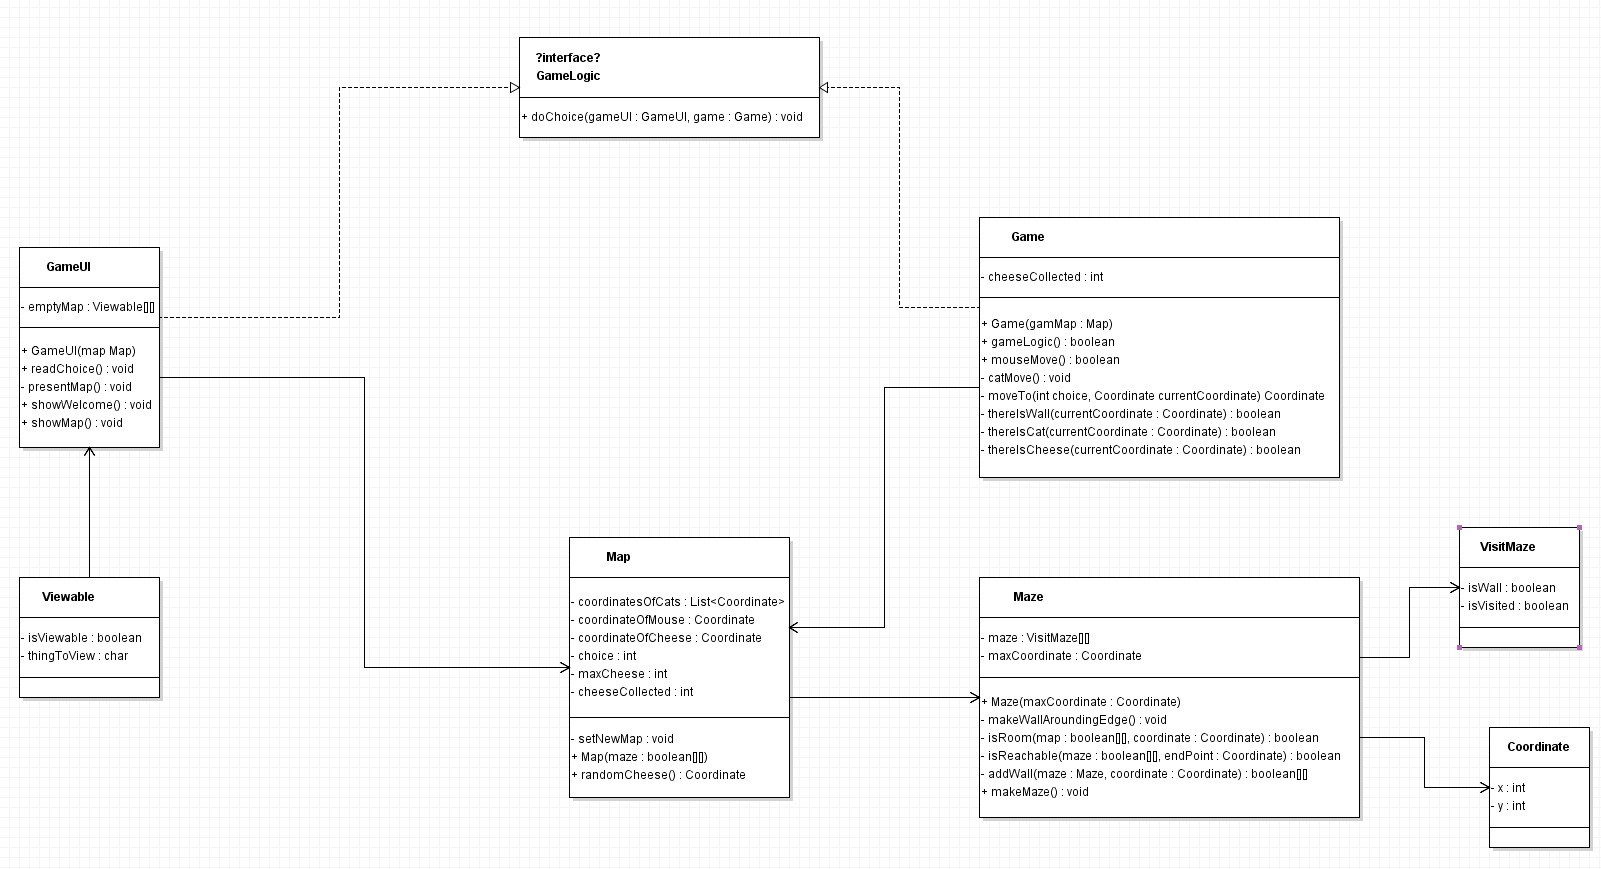 ?interface?
GameLogic
+ doChoice(gameUI : GameUI, game : Game) : void
Game
- cheeseCollected : int
+ Game(gamMap : Map)
+ gameLogic() : boolean
+ mouseMove() : boolean
- catMove() : void
- moveTo(int choice, Coordinate currentCoordinate) Coordinate
- thereIsWall(currentCoordinate : Coordinate) : boolean
- thereIsCat(currentCoordinate : Coordinate) : boolean
- thereIsCheese(currentCoordinate : Coordinate) : boolean
GameUI
- emptyMap : Viewable[][]
+ GameUI(map Map)
+ readChoice() : void
- presentMap() : void
+ showWelcome() : void
+ showMap() : void
Viewable
- isViewable : boolean
- thingToView : char
Map
- coordinatesOfCats : List<Coordinate>
- coordinateOfMouse : Coordinate
- coordinateOfCheese : Coordinate
- choice : int
- maxCheese : int
- cheeseCollected : int
- setNewMap : void
+ Map(maze : boolean[][])
+ randomCheese() : Coordinate
Maze
- maze : VisitMaze[][]
- maxCoordinate : Coordinate
+ Maze(maxCoordinate : Coordinate)
- makeWallAroundingEdge() : void
- isRoom(map : boolean[][], coordinate : Coordinate) : boolean
- isReachable(maze : boolean[][], endPoint : Coordinate) : boolean
- addWall(maze : Maze, coordinate : Coordinate) : boolean[][]
+ makeMaze() : void
VisitMaze
- isWall : boolean
- isVisited : boolean
Coordinate
- x : int
- y : int